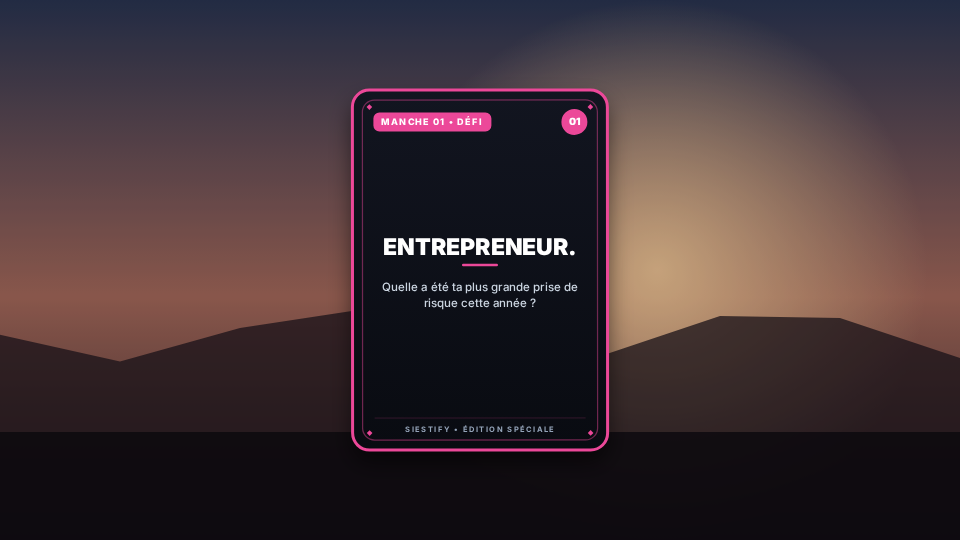 MANCHE 01 • DÉFI
01
ENTREPRENEUR.
Quelle a été ta plus grande prise de
risque cette année ?
SIESTIFY • ÉDITION SPÉCIALE